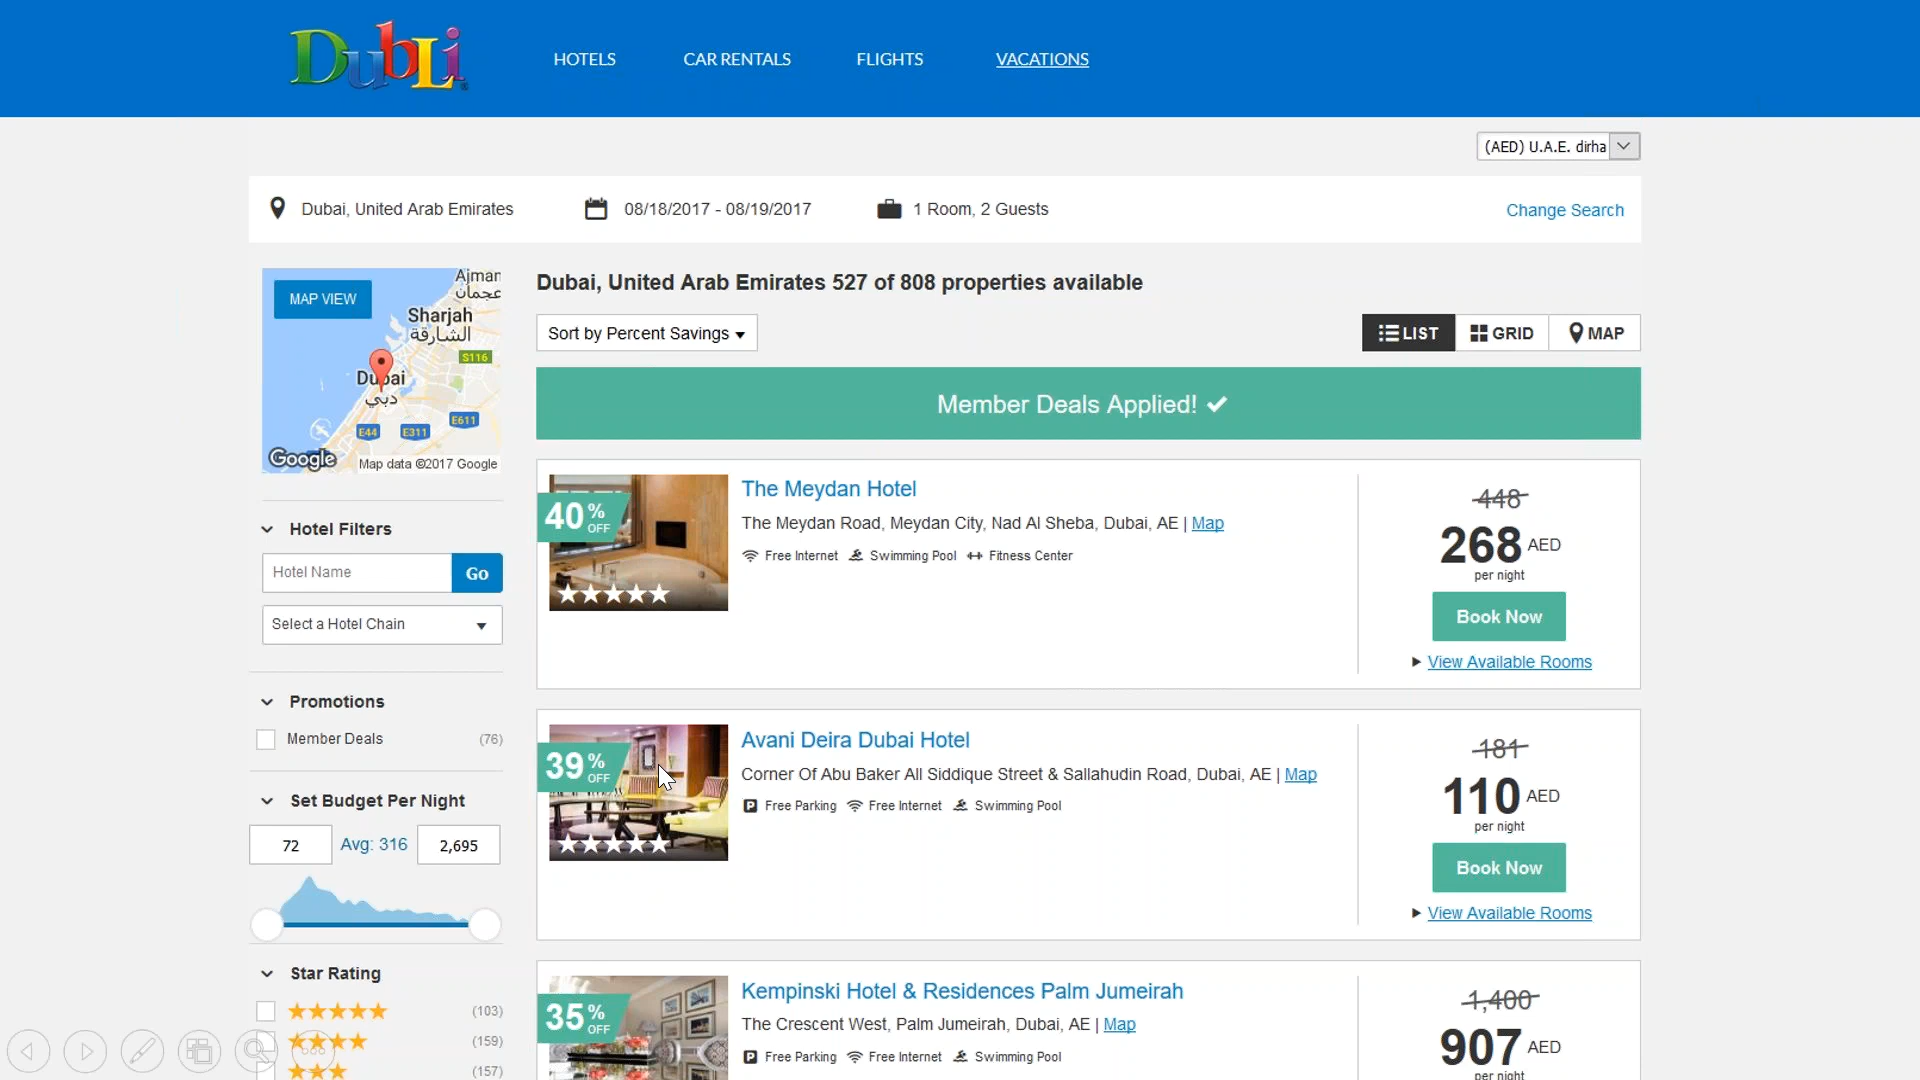 DubLi
HOTELS
CAR RENTALS
FLIGHTS
VACATIONS
(AED) U.A.E. dirha
Dubai, United Arab Emirates
08/18/2017 - 08/19/2017
1 Room, 2 Guests
Change Search
MAP VIEW
Ajman
عجمان
Sharjah
الشارقة
S116
Dubai
دبي
E611
E44
E311
Google
Map data ©2017 Google
Hotel Filters
Hotel Name
Go
Select a Hotel Chain
Promotions
Member Deals
(76)
Set Budget Per Night
72
Avg: 316
2,695
Star Rating
(103)
(159)
(157)
Dubai, United Arab Emirates 527 of 808 properties available
Sort by Percent Savings
LIST
GRID
MAP
Member Deals Applied!
40 % OFF
The Meydan Hotel
The Meydan Road, Meydan City, Nad Al Sheba, Dubai, AE | Map
Free Internet
Swimming Pool
Fitness Center
448
268 AED
per night
Book Now
View Available Rooms
39 % OFF
Avani Deira Dubai Hotel
Corner Of Abu Baker All Siddique Street & Sallahudin Road, Dubai, AE | Map
Free Parking
Free Internet
Swimming Pool
181
110 AED
per night
Book Now
View Available Rooms
35 % OFF
Kempinski Hotel & Residences Palm Jumeirah
The Crescent West, Palm Jumeirah, Dubai, AE | Map
Free Parking
Free Internet
Swimming Pool
1,400
907 AED
per night